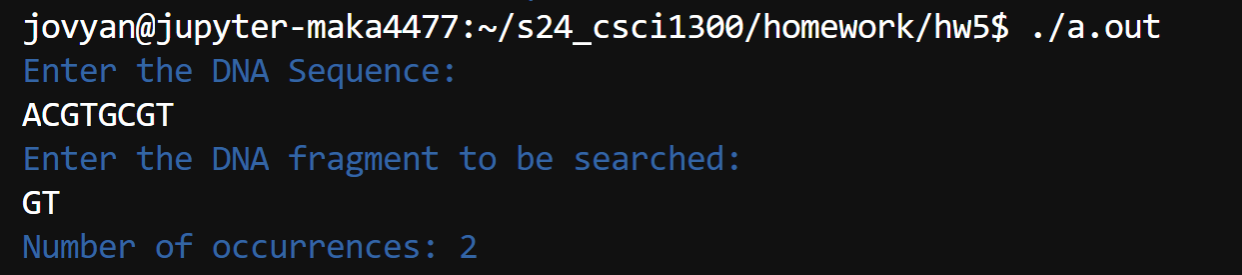 jovyan@jupyter-maka4477:~/s24_csci1300/homework/hw5$ ./a.out
Enter the DNA Sequence:
ACGTGCGT
Enter the DNA fragment to be searched:
GT
Number of occurrences: 2